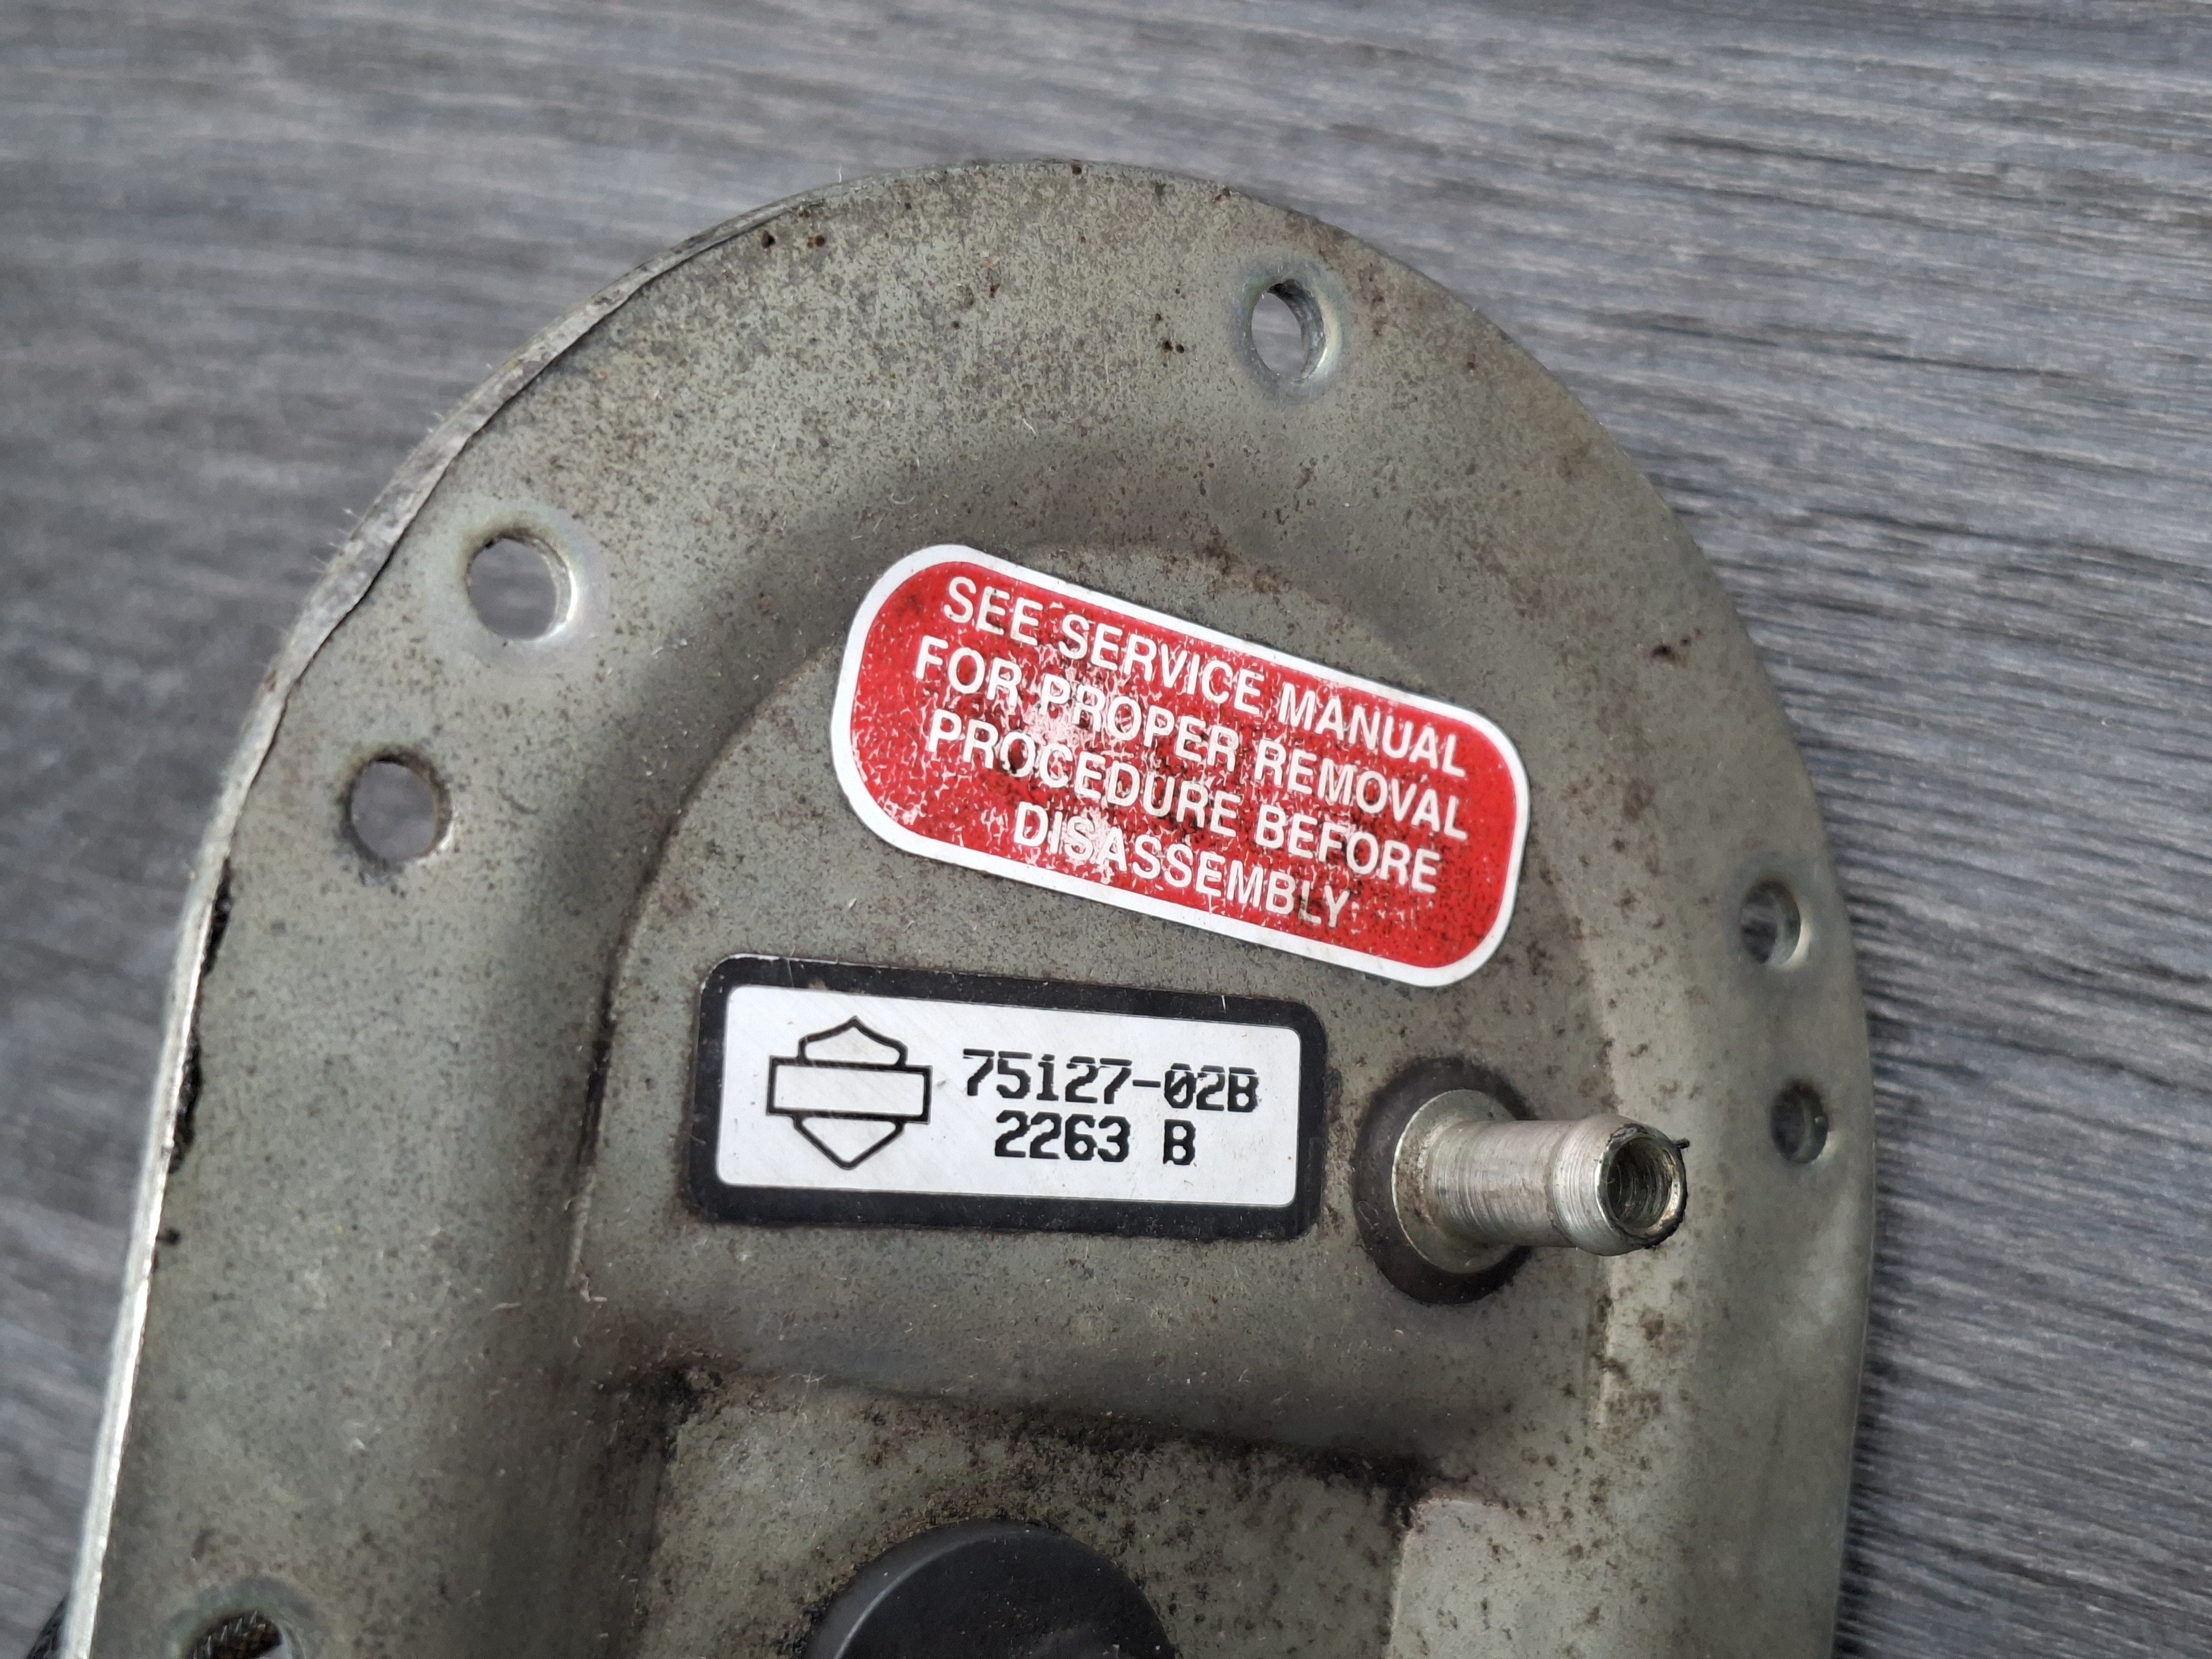 SEE SERVICE MANUAL
FOR PROPER REMOVAL
PROCEDURE BEFORE
DISASSEMBLY
75127-02B
2263 B